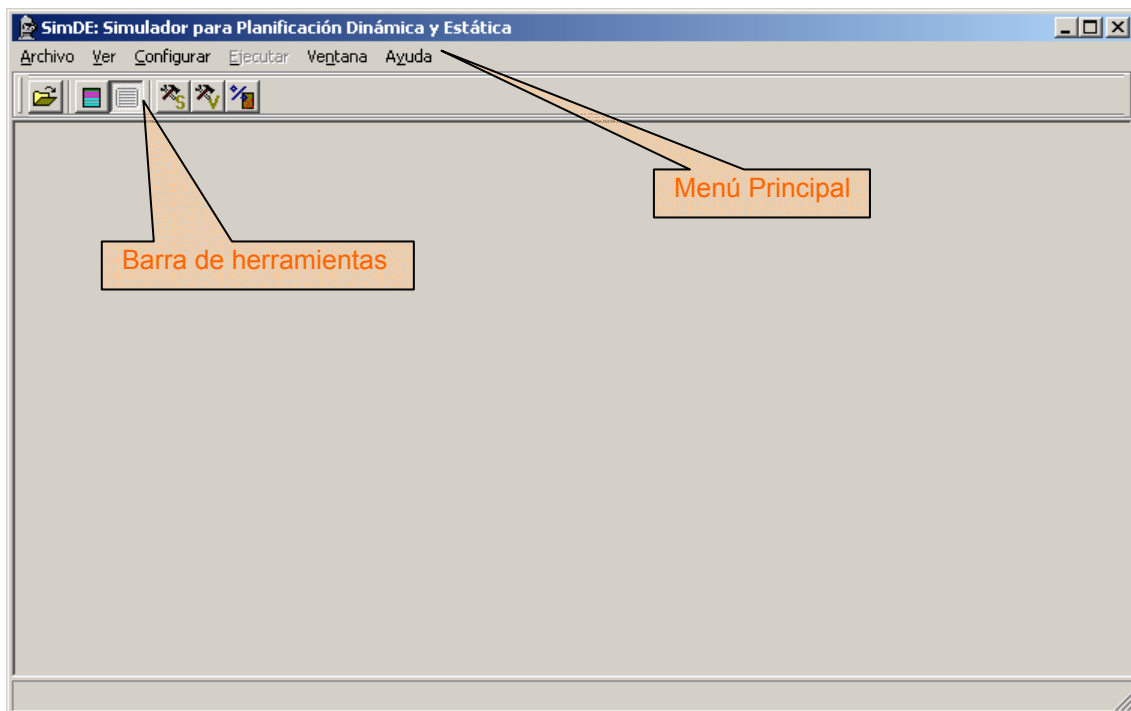 SimDE: Simulador para Planificación Dinámica y Estática
Archivo Ver Configurar Ejecutar Ventana Ayuda
S V %
Menú Principal
Barra de herramientas